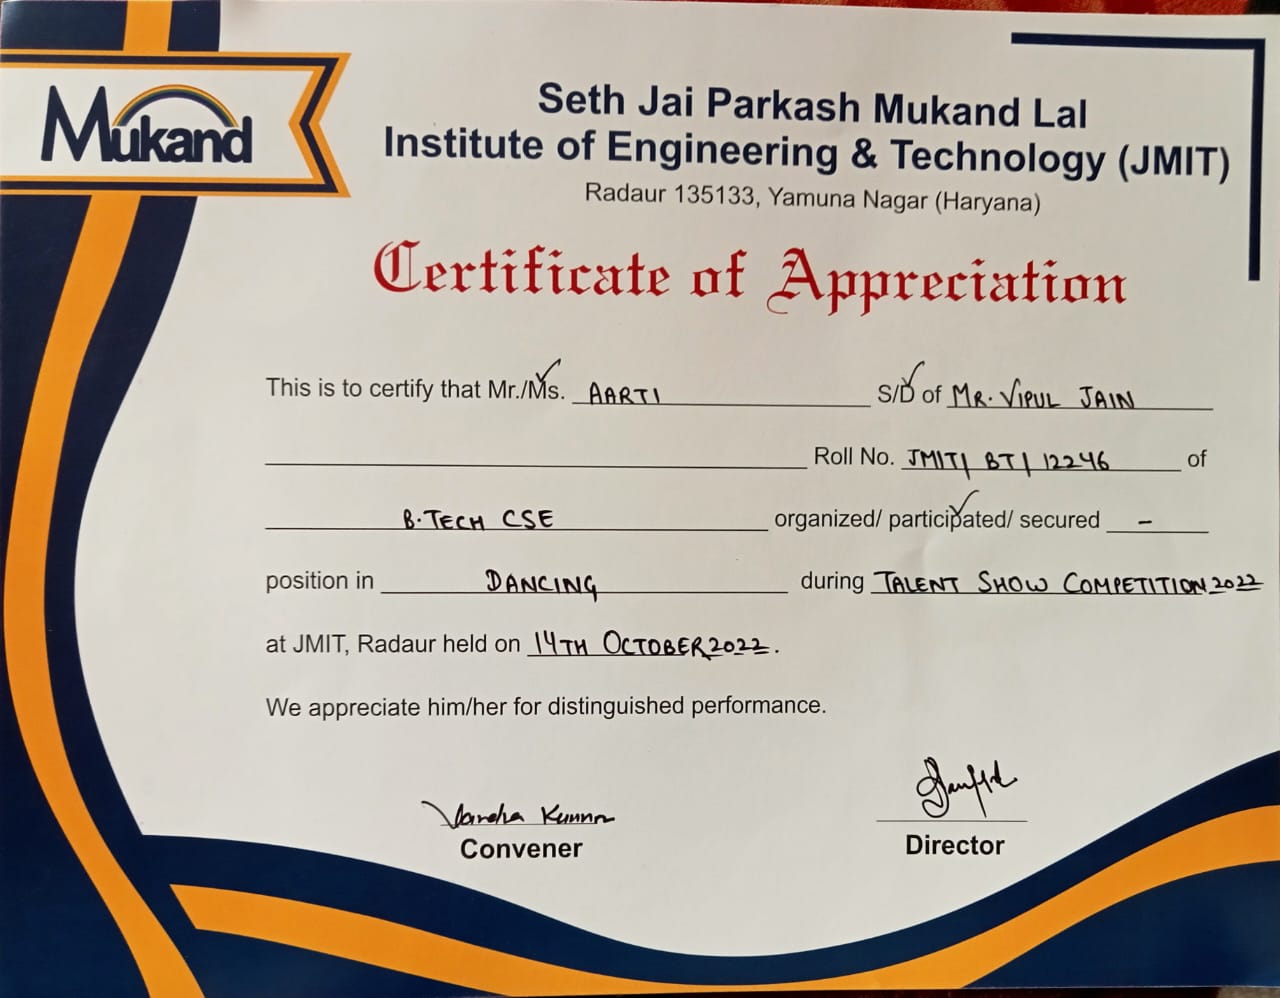 Mukand
Seth Jai Parkash Mukand Lal
Institute of Engineering & Technology (JMIT)
Radaur 135133, Yamuna Nagar (Haryana)
Certificate of Appreciation
This is to certify that Mr./Ms. AARTI S/D of MR. VIPUL JAIN
Roll No. JMIT/ BT/ 12246 of
B.TECH CSE organized/ participated/ secured -
position in DANCING during TALENT SHOW COMPETITION 2022
at JMIT, Radaur held on 14TH OCTOBER 2022.
We appreciate him/her for distinguished performance.
Convener
Director